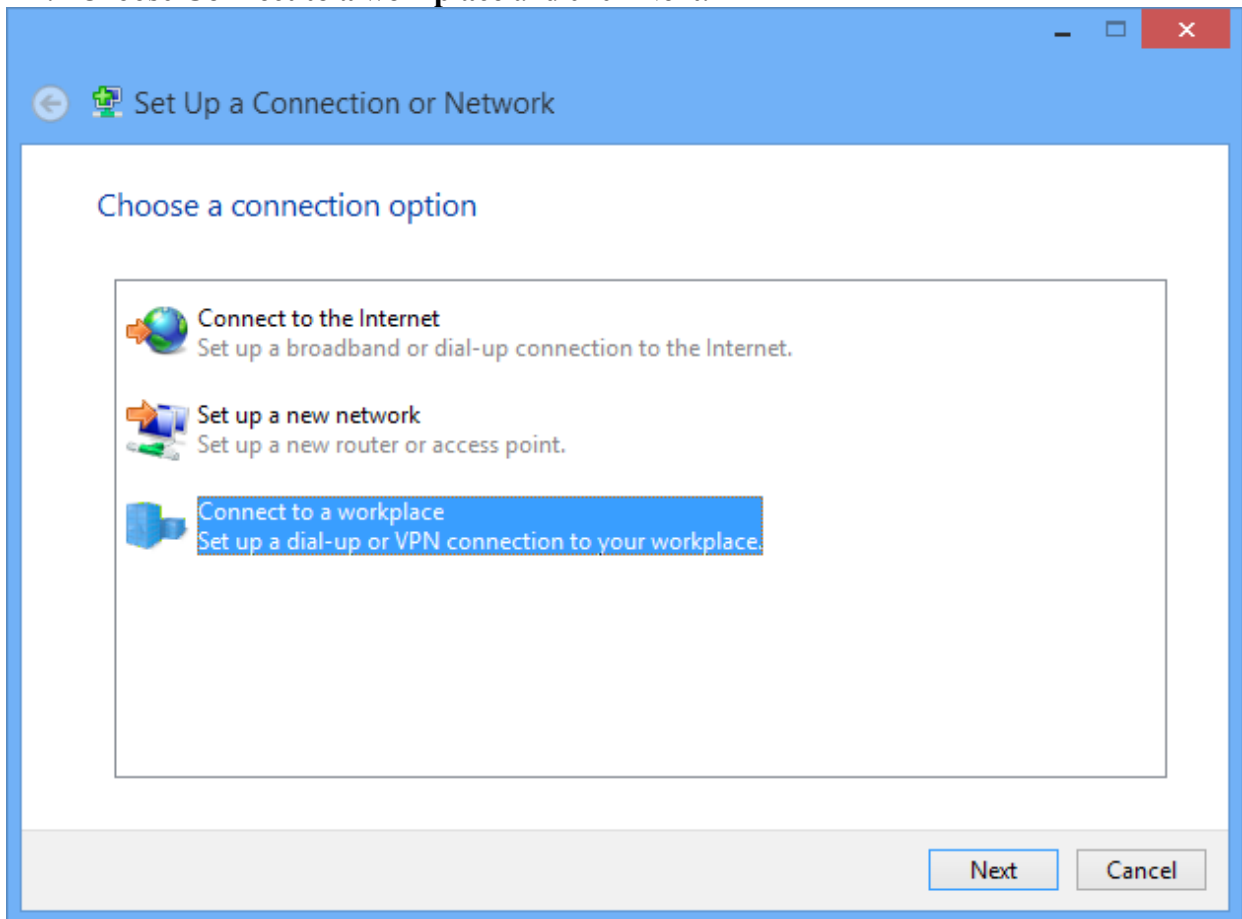 Set Up a Connection or Network
Choose a connection option
Connect to the Internet
Set up a broadband or dial-up connection to the Internet.
Set up a new network
Set up a new router or access point.
Connect to a workplace
Set up a dial-up or VPN connection to your workplace.
Next
Cancel